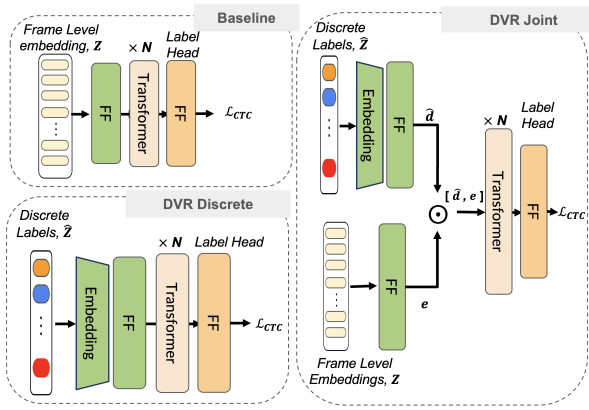 Baseline
Frame Level
embedding, Z
× N
Label
Head
FF
Transformer
FF
ℒCTC
DVR Discrete
Discrete
Labels, Ẑ
× N
Label Head
Embedding
FF
Transformer
FF
ℒCTC
DVR Joint
Discrete
Labels, Ẑ
Embedding
FF
d̂
× N
Label
Head
[ d̂ , e ]
Transformer
FF
ℒCTC
FF
e
Frame Level
Embeddings, Z